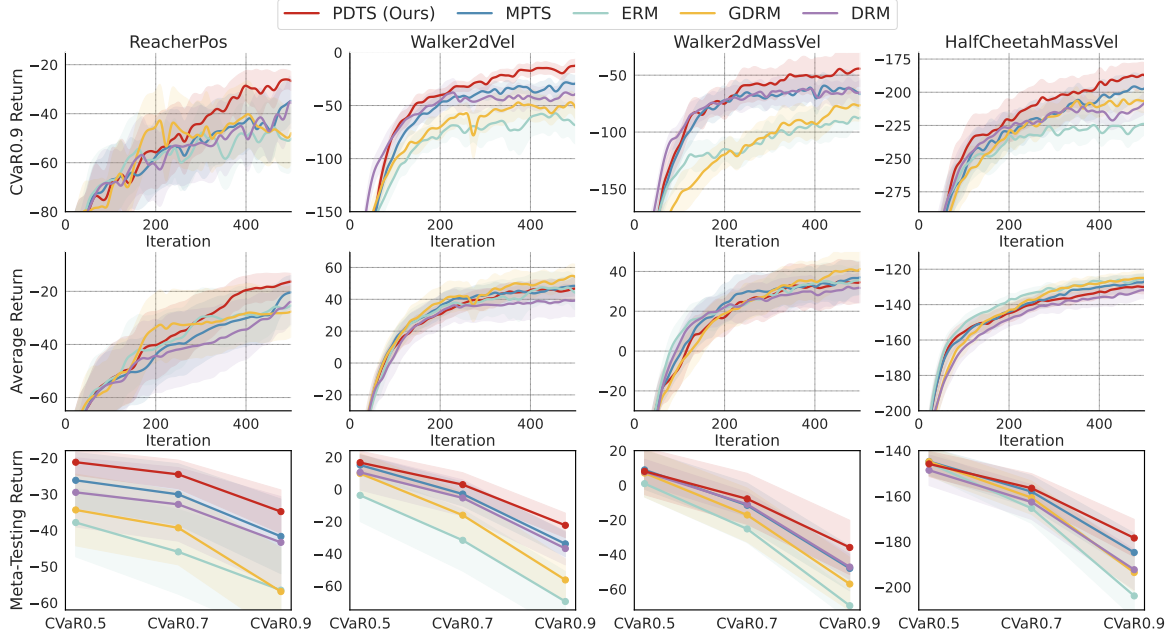 PDTS (Ours) MPTS ERM GDRM DRM
ReacherPos Walker2dVel Walker2dMassVel HalfCheetahMassVel
CVaR0.9 Return
−20 −40 −60 −80
0 200 400
Iteration
0 −50 −100 −150
0 200 400
Iteration
−50 −100 −150
0 200 400
Iteration
−175 −200 −225 −250 −275
0 200 400
Iteration
Average Return
−20 −40 −60
0 200 400
Iteration
60 40 20 0 −20
0 200 400
Iteration
40 20 0 −20
0 200 400
Iteration
−120 −140 −160 −180 −200
0 200 400
Iteration
Meta-Testing Return
−20 −30 −40 −50 −60
CVaR0.5 CVaR0.7 CVaR0.9
20 0 −20 −40 −60
CVaR0.5 CVaR0.7 CVaR0.9
20 0 −20 −40 −60
CVaR0.5 CVaR0.7 CVaR0.9
−140 −160 −180 −200
CVaR0.5 CVaR0.7 CVaR0.9